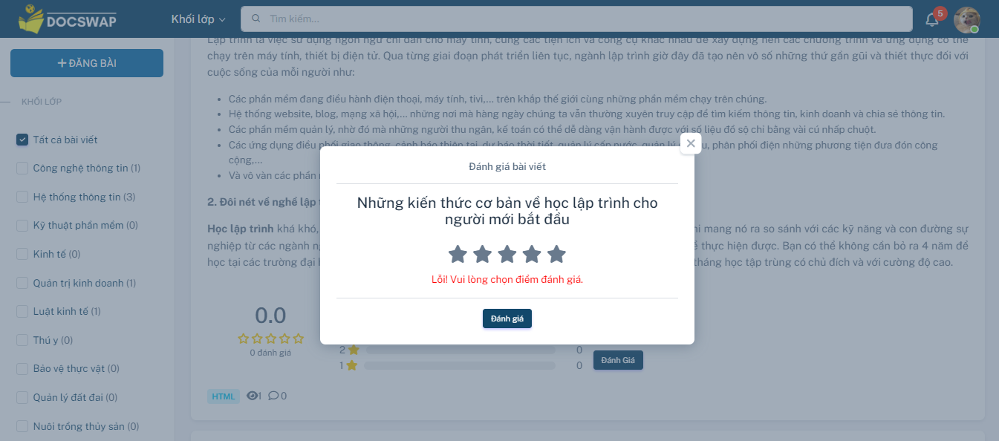 DOCSWAP
Khối lớp
Tìm kiếm...
5
ĐĂNG BÀI
KHỐI LỚP
Tất cả bài viết
Công nghệ thông tin (1)
Hệ thống thông tin (3)
Kỹ thuật phần mềm (0)
Kinh tế (0)
Quản trị kinh doanh (1)
Luật kinh tế (1)
Thú y (0)
Bảo vệ thực vật (0)
Quản lý đất đai (0)
Nuôi trồng thủy sản (0)
Lập trình là việc sử dụng ngôn ngữ chỉ dẫn cho máy tính, cùng các tiện ích và công cụ khác nhau để xây dựng nên các chương trình và ứng dụng có thể
chạy trên máy tính, thiết bị điện tử. Qua từng giai đoạn phát triển liên tục, ngành lập trình giờ đây đã tạo nên vô số những thứ gần gũi và thiết thực đối với
cuộc sống của mỗi người như:
Các phần mềm đang điều hành điện thoại, máy tính, tivi,... trên khắp thế giới cùng những phần mềm chạy trên chúng.
Hệ thống website, blog, mạng xã hội,... những nơi mà hàng ngày chúng ta vẫn thường xuyên truy cập để tìm kiếm thông tin, kinh doanh và chia sẻ thông tin.
Các phần mềm quản lý, nhờ đó mà những người thu ngân, kế toán có thể dễ dàng vận hành được với số liệu đồ sộ chỉ bằng vài cú nhấp chuột.
Các ứng dụng điều phối giao thông, cảnh báo thiên tai, dự báo thời tiết, quản lý cấp nước, quản lý phân phối điện những phương tiện đưa đón công
cộng,...
Và vô vàn các phần
2. Đôi nét về nghề lập
Học lập trình khá khó, mang nó ra so sánh với các kỹ năng và con đường sự
nghiệp từ các ngành thực hiện được. Bạn có thể không cần bỏ ra 4 năm để
học tại các trường đại tháng học tập trùng có chủ đích và với cường độ cao.
Đánh giá bài viết
Những kiến thức cơ bản về học lập trình cho
người mới bắt đầu
Lỗi! Vui lòng chọn điểm đánh giá.
Đánh giá
0.0
0 đánh giá
2 0
1 0
Đánh Giá
HTML 1 0